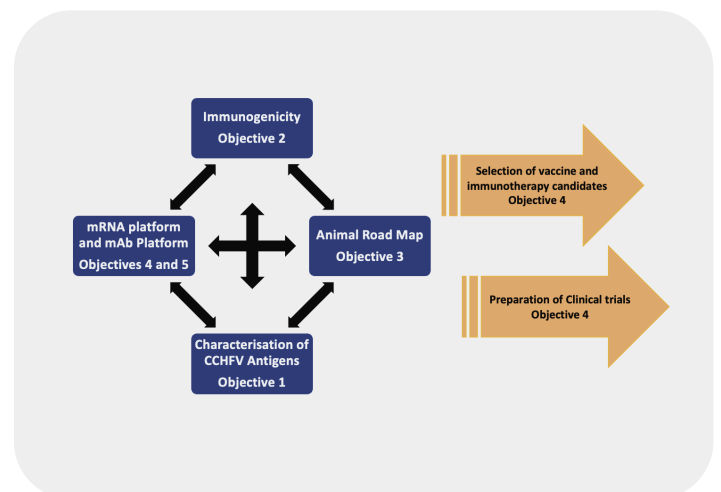 Immunogenicity
Objective 2
mRNA platform
and mAb Platform
Objectives 4 and 5
Animal Road Map
Objective 3
Characterisation of
CCHFV Antigens
Objective 1
Selection of vaccine and
immunotherapy candidates
Objective 4
Preparation of Clinical trials
Objective 4